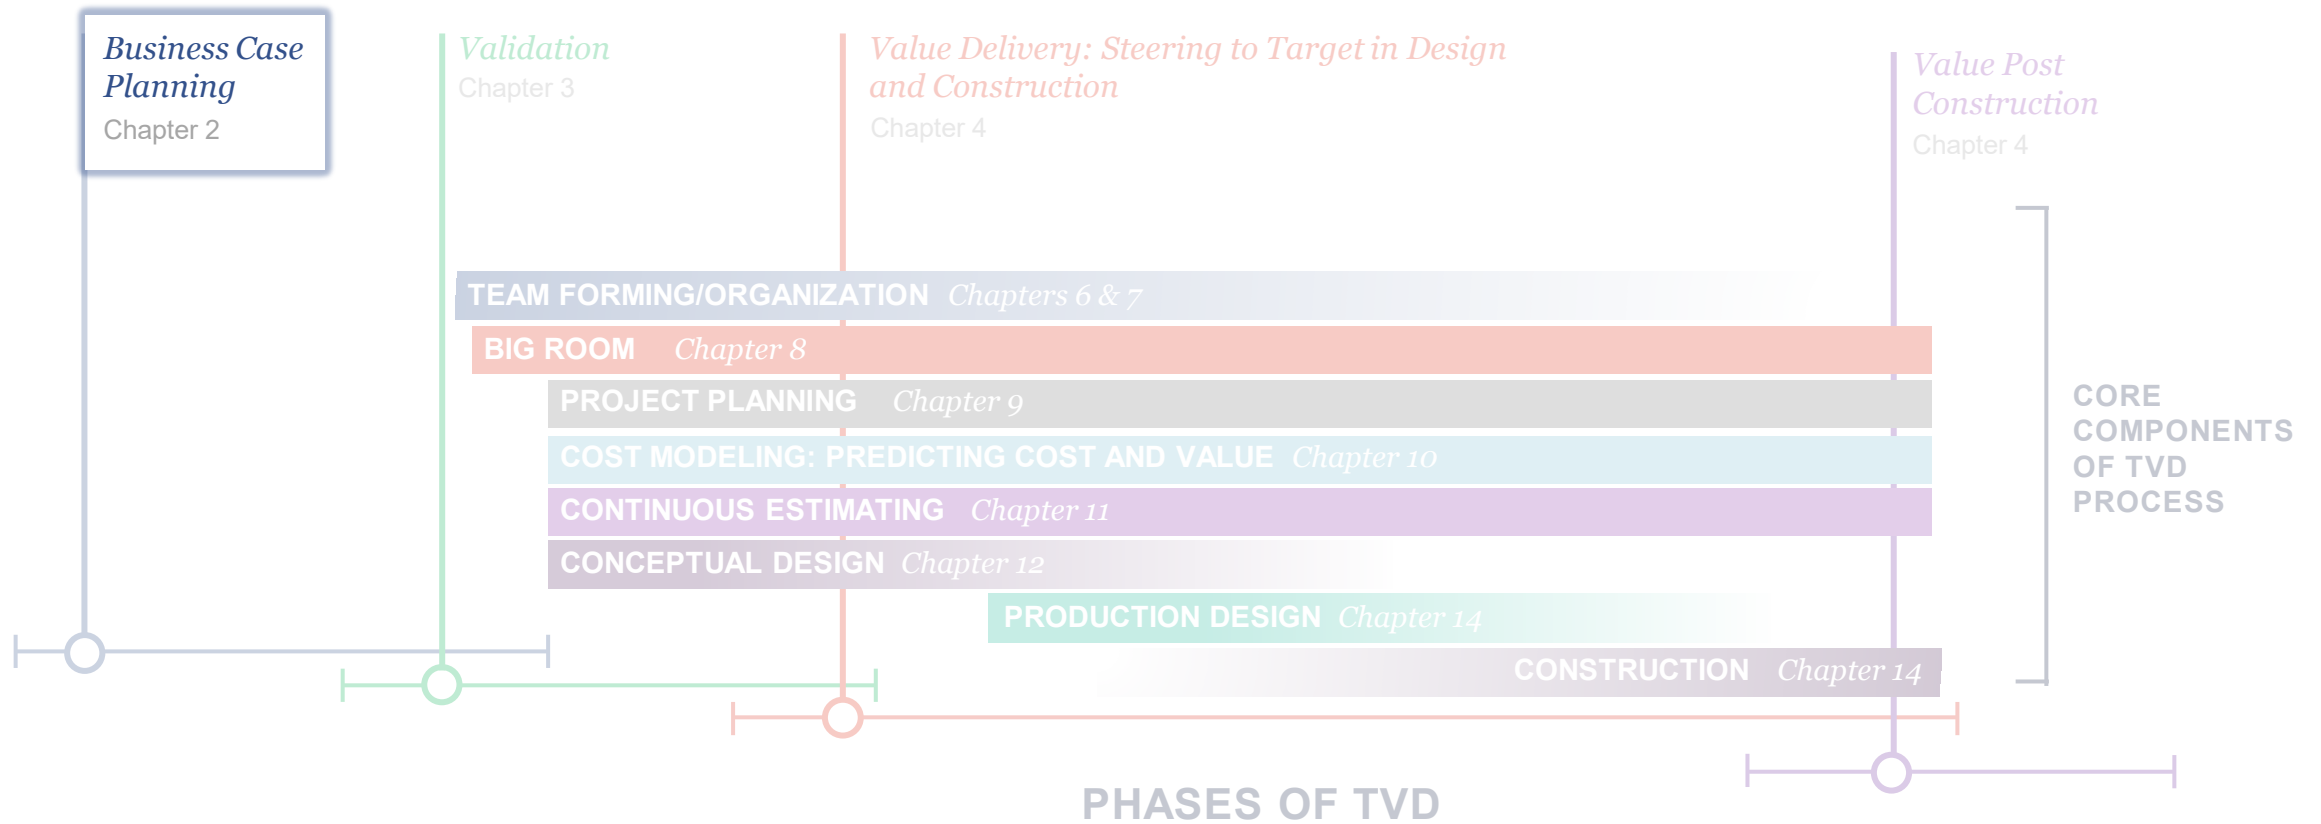 Business Case
Planning
Chapter 2
Validation
Chapter 3
Value Delivery: Steering to Target in Design
and Construction
Chapter 4
Value Post
Construction
Chapter 4
TEAM FORMING/ORGANIZATION Chapters 6 & 7
BIG ROOM Chapter 8
PROJECT PLANNING Chapter 9
COST MODELING: PREDICTING COST AND VALUE Chapter 10
CONTINUOUS ESTIMATING Chapter 11
CONCEPTUAL DESIGN Chapter 12
PRODUCTION DESIGN Chapter 14
CONSTRUCTION Chapter 14
CORE
COMPONENTS
OF TVD
PROCESS
PHASES OF TVD